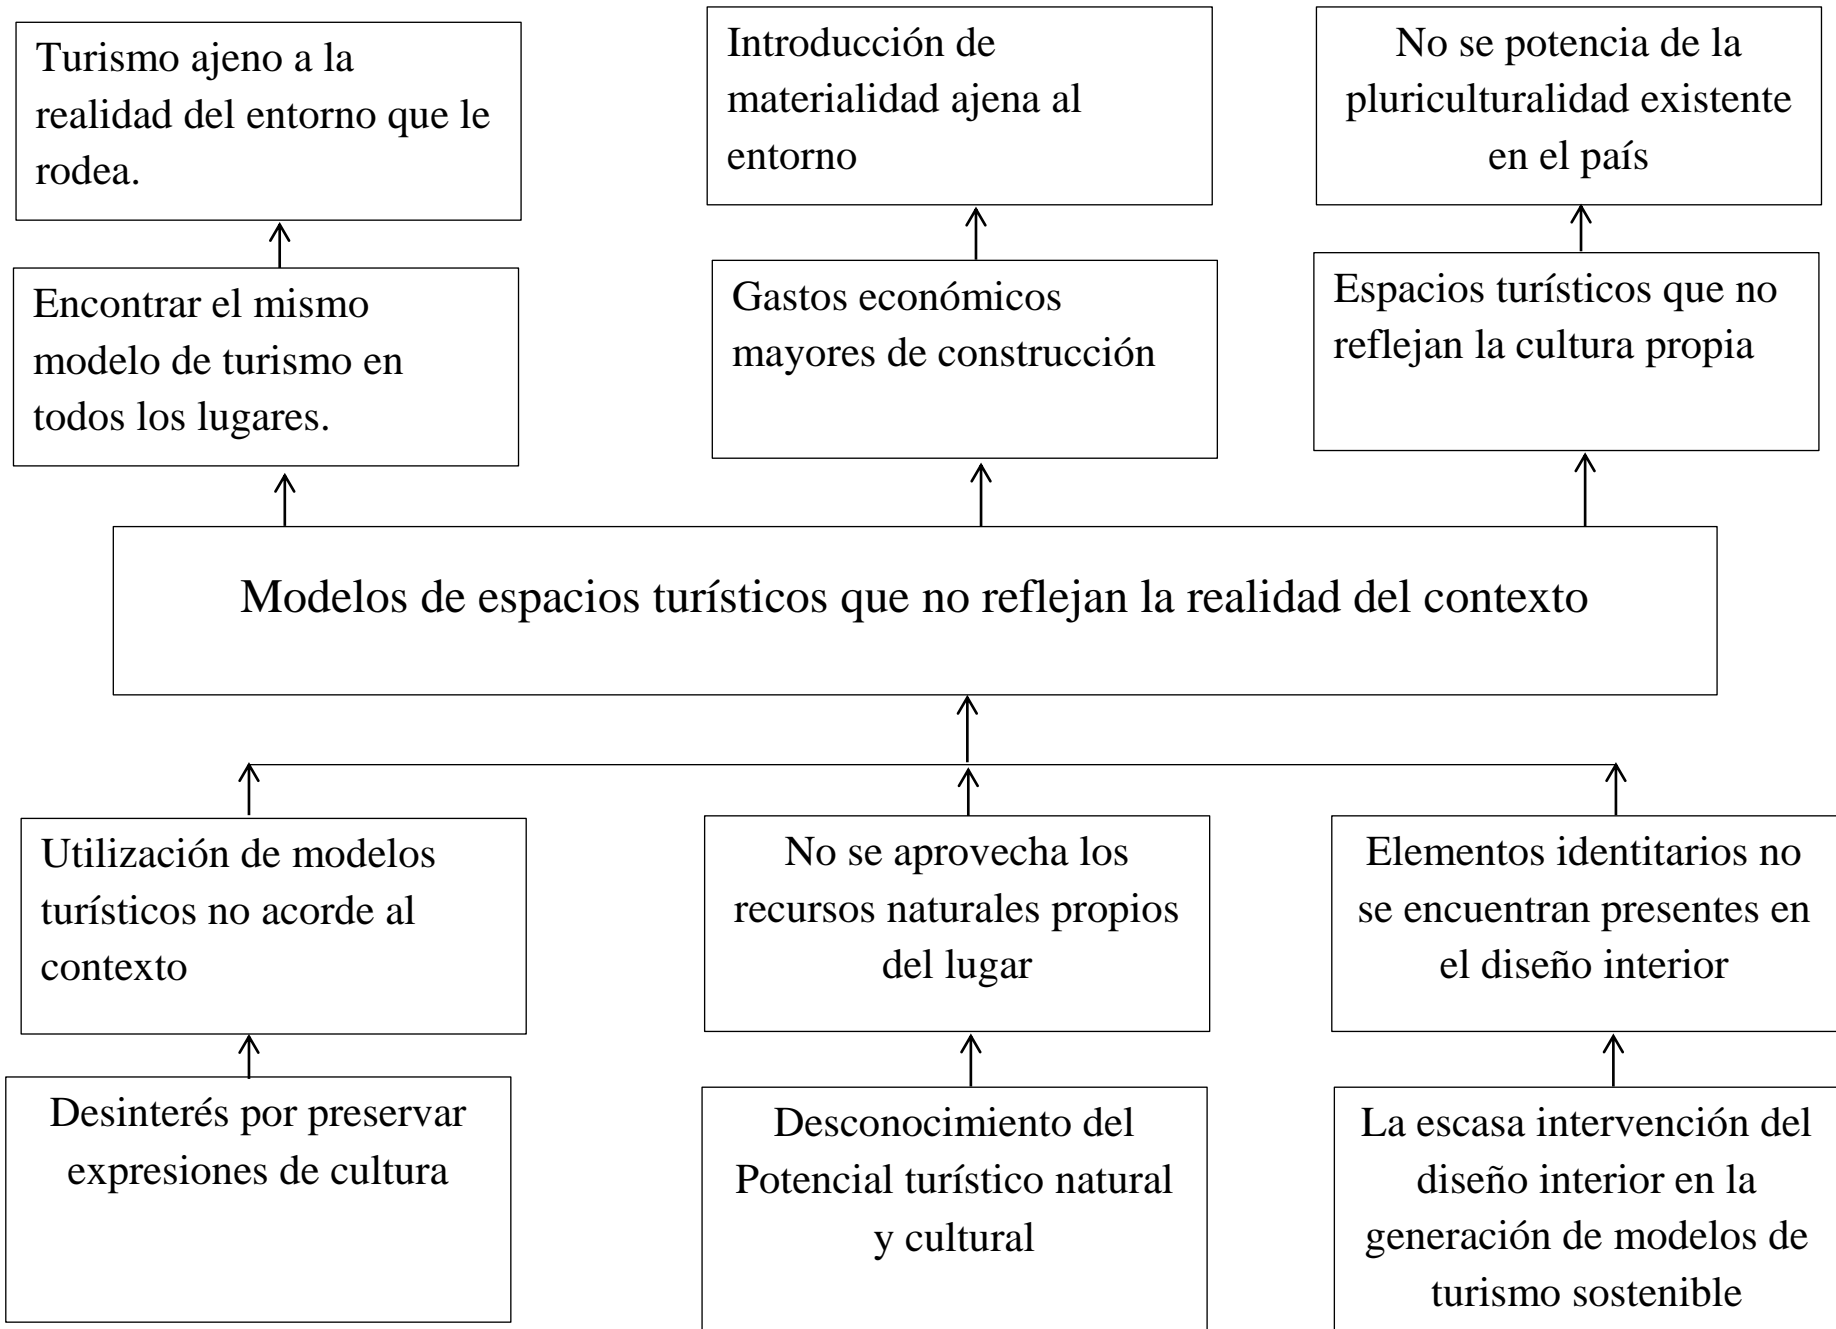 Turismo ajeno a la
realidad del entorno que le
rodea.
Introducción de
materialidad ajena al
entorno
No se potencia de la
pluriculturalidad existente
en el país
Encontrar el mismo
modelo de turismo en
todos los lugares.
Gastos económicos
mayores de construcción
Espacios turísticos que no
reflejan la cultura propia
Modelos de espacios turísticos que no reflejan la realidad del contexto
Utilización de modelos
turísticos no acorde al
contexto
No se aprovecha los
recursos naturales propios
del lugar
Elementos identitarios no
se encuentran presentes en
el diseño interior
Desinterés por preservar
expresiones de cultura
Desconocimiento del
Potencial turístico natural
y cultural
La escasa intervención del
diseño interior en la
generación de modelos de
turismo sostenible